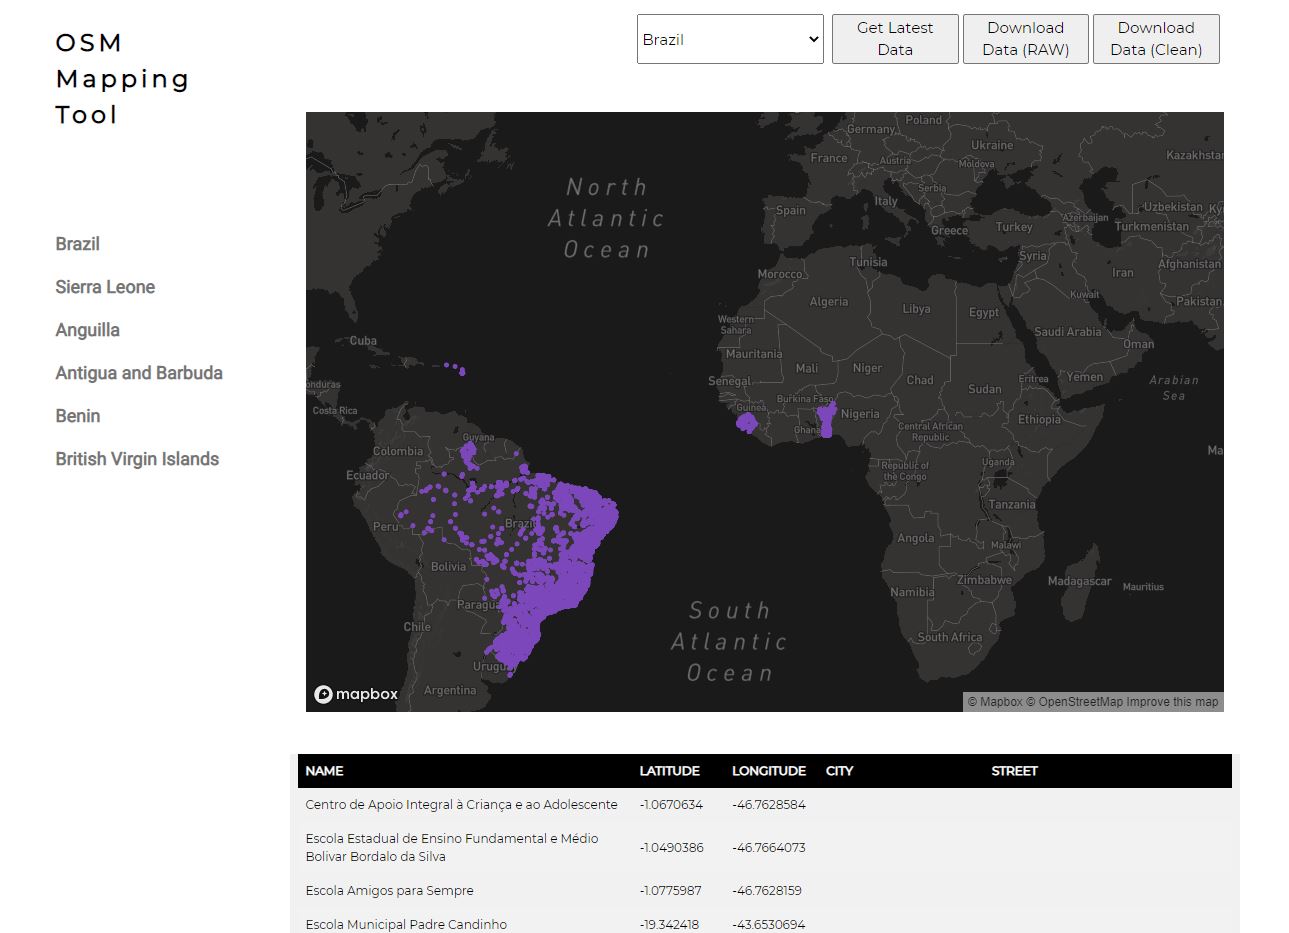 OSM
Mapping
Tool
Brazil
Get Latest
Data
Download
Data (RAW)
Download
Data (Clean)
Brazil
Sierra Leone
Anguilla
Antigua and Barbuda
Benin
British Virgin Islands
North
Atlantic
Ocean
Poland
Germany
Ukraine
France
Austria
Moldova
Kazakhstan
Serbia
Italy
Spain
Greece
Turkey
Azerbaijan
Uzbekistan
Ky
Turkmenistan
Tunisia
Syria
Afghanistan
Morocco
Iran
Algeria
Libya
Egypt
Kuwait
Pakistan
Western
Sahara
Saudi Arabia
Cuba
Oman
Mauritania
Mali
Niger
Chad
Senegal
Sudan
Eritrea
Yemen
Arabian
Sea
onduras
Costa Rica
Burkina Faso
Guinea
Nigeria
Ethiopia
Ghana
Central African
Republic
Guyana
Colombia
Ma
Ecuador
Republic of
the Congo
Uganda
Tanzania
Peru
Brazil
Angola
Malawi
Bolivia
Zimbabwe
Madagascar
Mauritius
Namibia
Paragua
South
Atlantic
Ocean
Chile
South Africa
Urugu
Argentina
mapbox
© Mapbox © OpenStreetMap Improve this map
NAME LATITUDE LONGITUDE CITY STREET
Centro de Apoio Integral à Criança e ao Adolescente -1.0670634 -46.7628584
Escola Estadual de Ensino Fundamental e Médio
Bolivar Bordalo da Silva -1.0490386 -46.7664073
Escola Amigos para Sempre -1.0775987 -46.7628159
Escola Municipal Padre Candinho -19.342418 -43.6530694